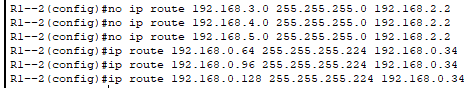 R1--2(config)#no ip route 192.168.3.0 255.255.255.0 192.168.2.2
R1--2(config)#no ip route 192.168.4.0 255.255.255.0 192.168.2.2
R1--2(config)#no ip route 192.168.5.0 255.255.255.0 192.168.2.2
R1--2(config)#ip route 192.168.0.64 255.255.255.224 192.168.0.34
R1--2(config)#ip route 192.168.0.96 255.255.255.224 192.168.0.34
R1--2(config)#ip route 192.168.0.128 255.255.255.224 192.168.0.34